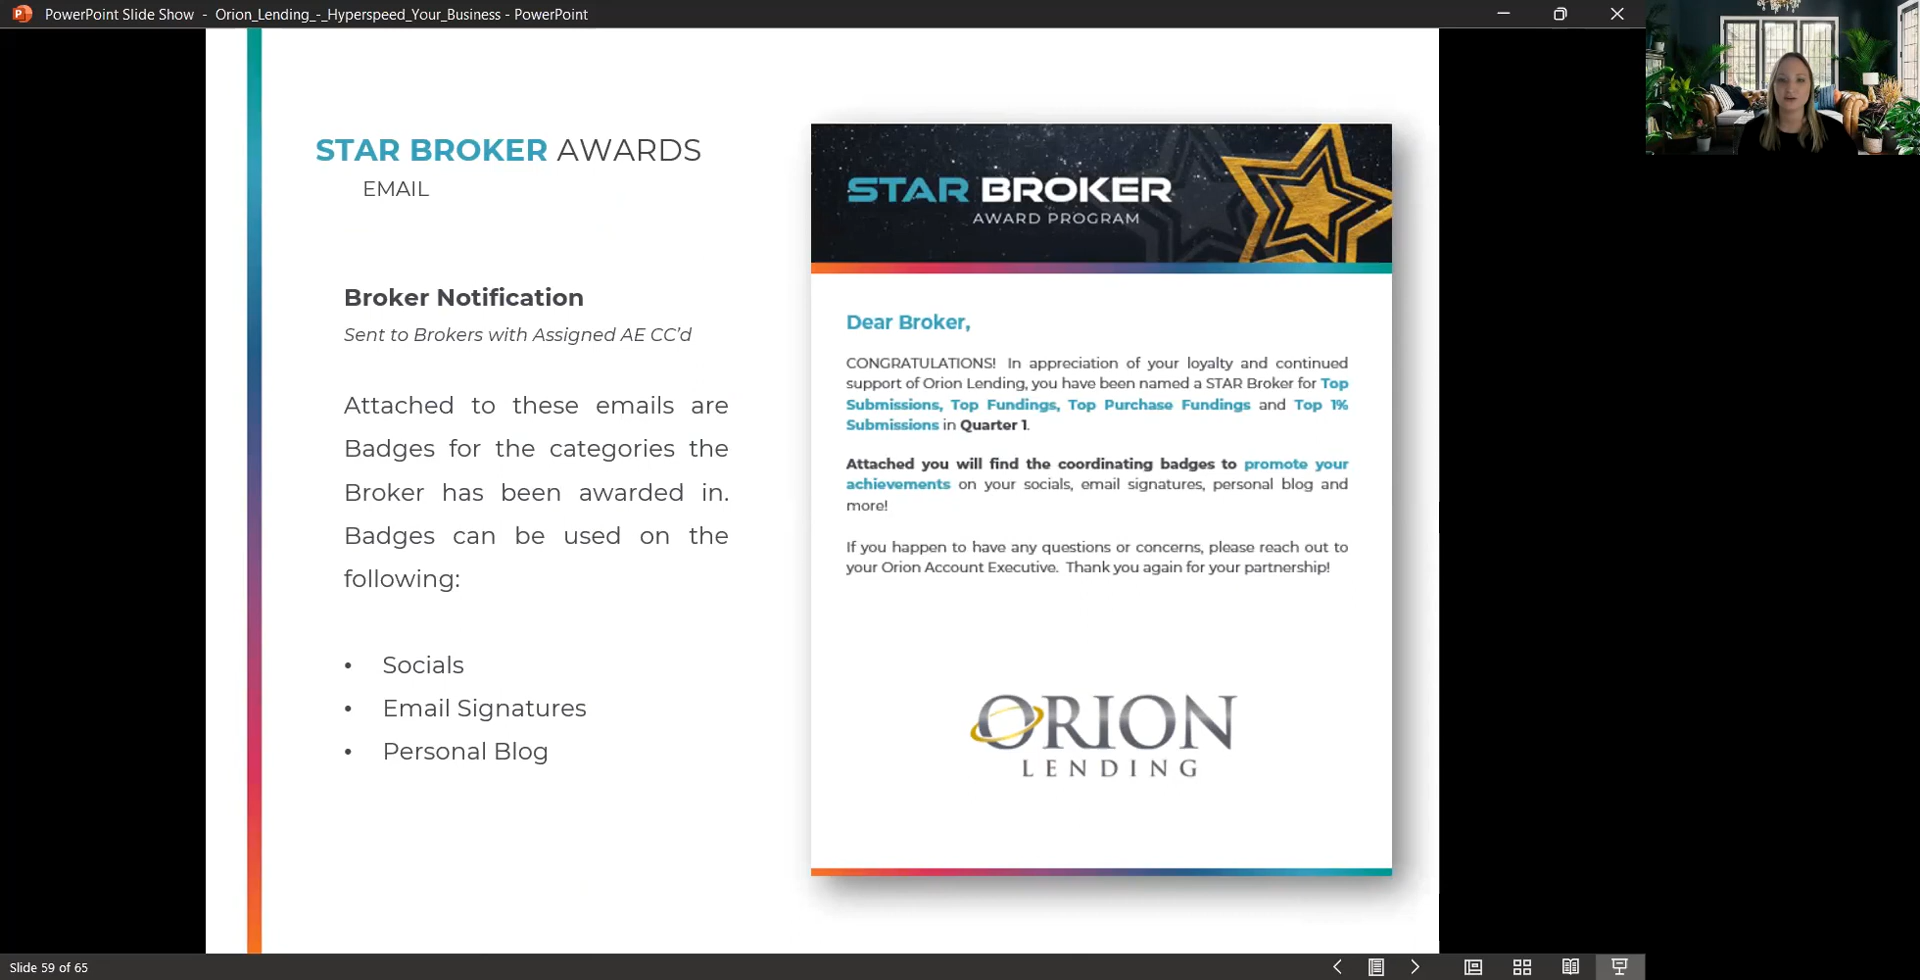 PowerPoint Slide Show - Orion_Lending_-_Hyperspeed_Your_Business - PowerPoint
STAR BROKER AWARDS
EMAIL
Broker Notification
Sent to Brokers with Assigned AE CC’d
Attached to these emails are
Badges for the categories the
Broker has been awarded in.
Badges can be used on the
following:
• Socials
• Email Signatures
• Personal Blog
STAR BROKER
AWARD PROGRAM
Dear Broker,
CONGRATULATIONS! In appreciation of your loyalty and continued
support of Orion Lending, you have been named a STAR Broker for Top
Submissions, Top Fundings, Top Purchase Fundings and Top 1%
Submissions in Quarter 1.
Attached you will find the coordinating badges to promote your
achievements on your socials, email signatures, personal blog and
more!
If you happen to have any questions or concerns, please reach out to
your Orion Account Executive. Thank you again for your partnership!
ORION
LENDING
Slide 59 of 65